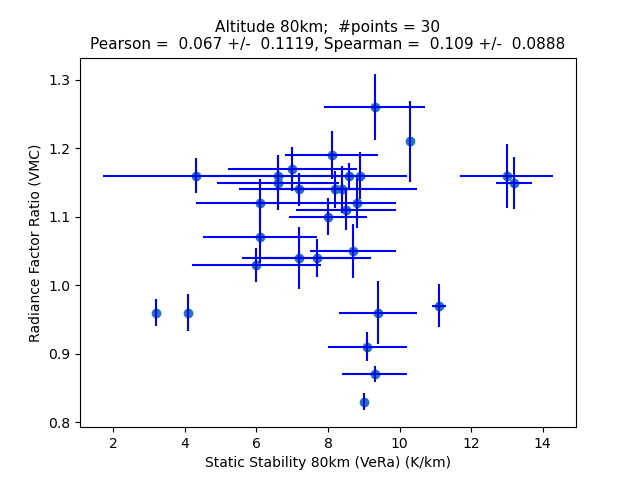 Altitude 80km;  #points = 30
Pearson =  0.067 +/-  0.1119, Spearman =  0.109 +/-  0.0888
1.3
1.2
1.1
1.0
0.9
0.8
Radiance Factor Ratio (VMC)
2 4 6 8 10 12 14
Static Stability 80km (VeRa) (K/km)